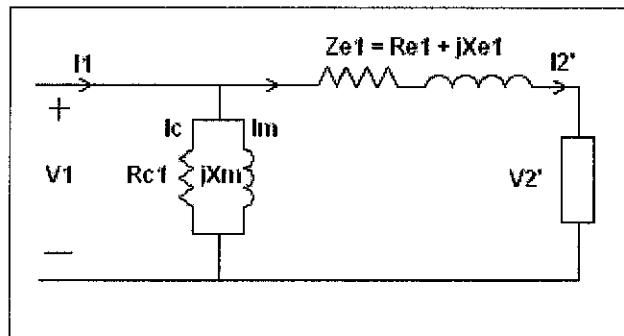 Ze1 = Re1 + jXe1
I1
I2'
+
Ic
Im
V1
Rc1
jXm
V2'
—